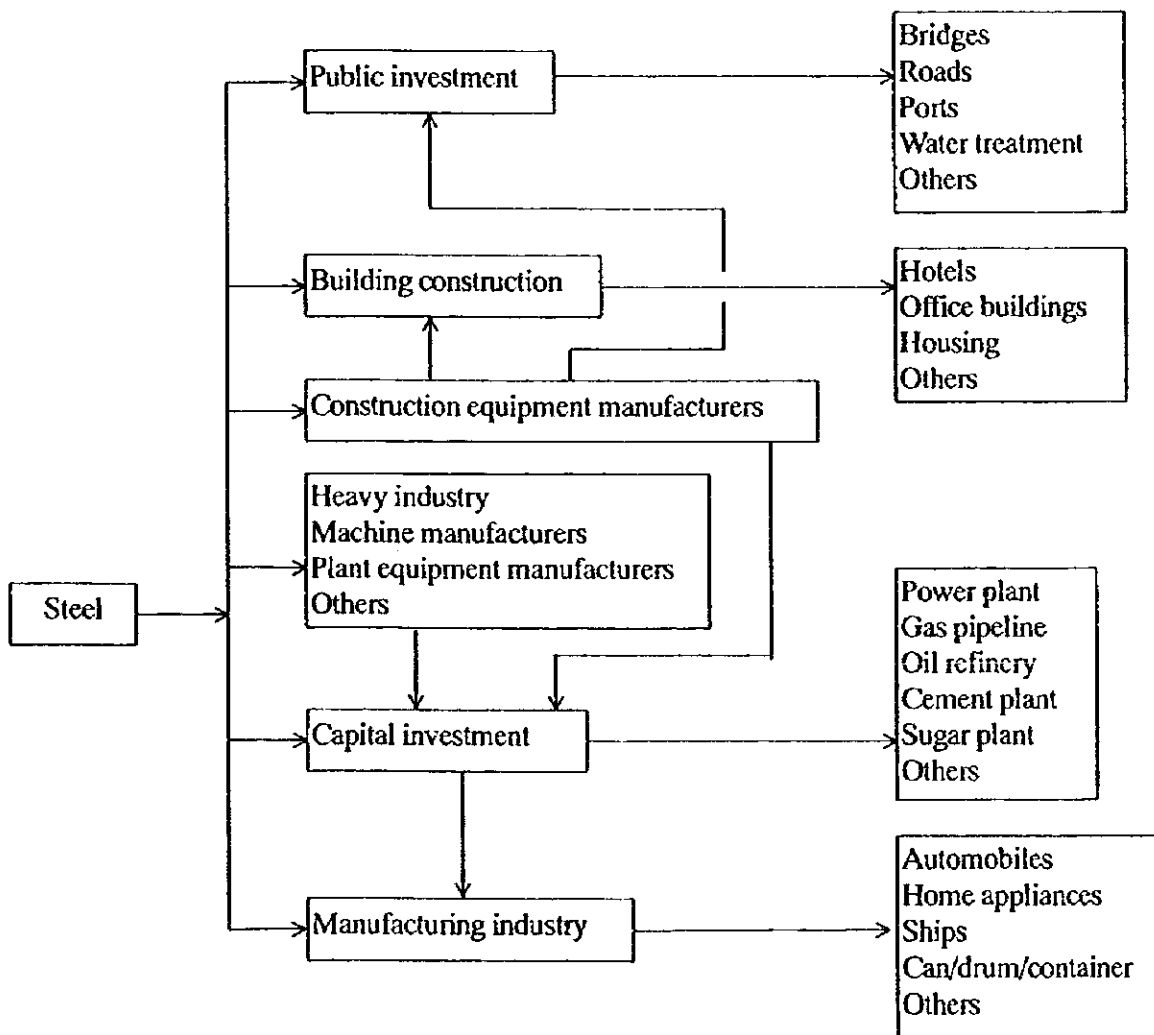 Public investment
Bridges
Roads
Ports
Water treatment
Others
Building construction
Hotels
Office buildings
Housing
Others
Construction equipment manufacturers
Heavy industry
Machine manufacturers
Plant equipment manufacturers
Others
Steel
Capital investment
Power plant
Gas pipeline
Oil refinery
Cement plant
Sugar plant
Others
Manufacturing industry
Automobiles
Home appliances
Ships
Can/drum/container
Others